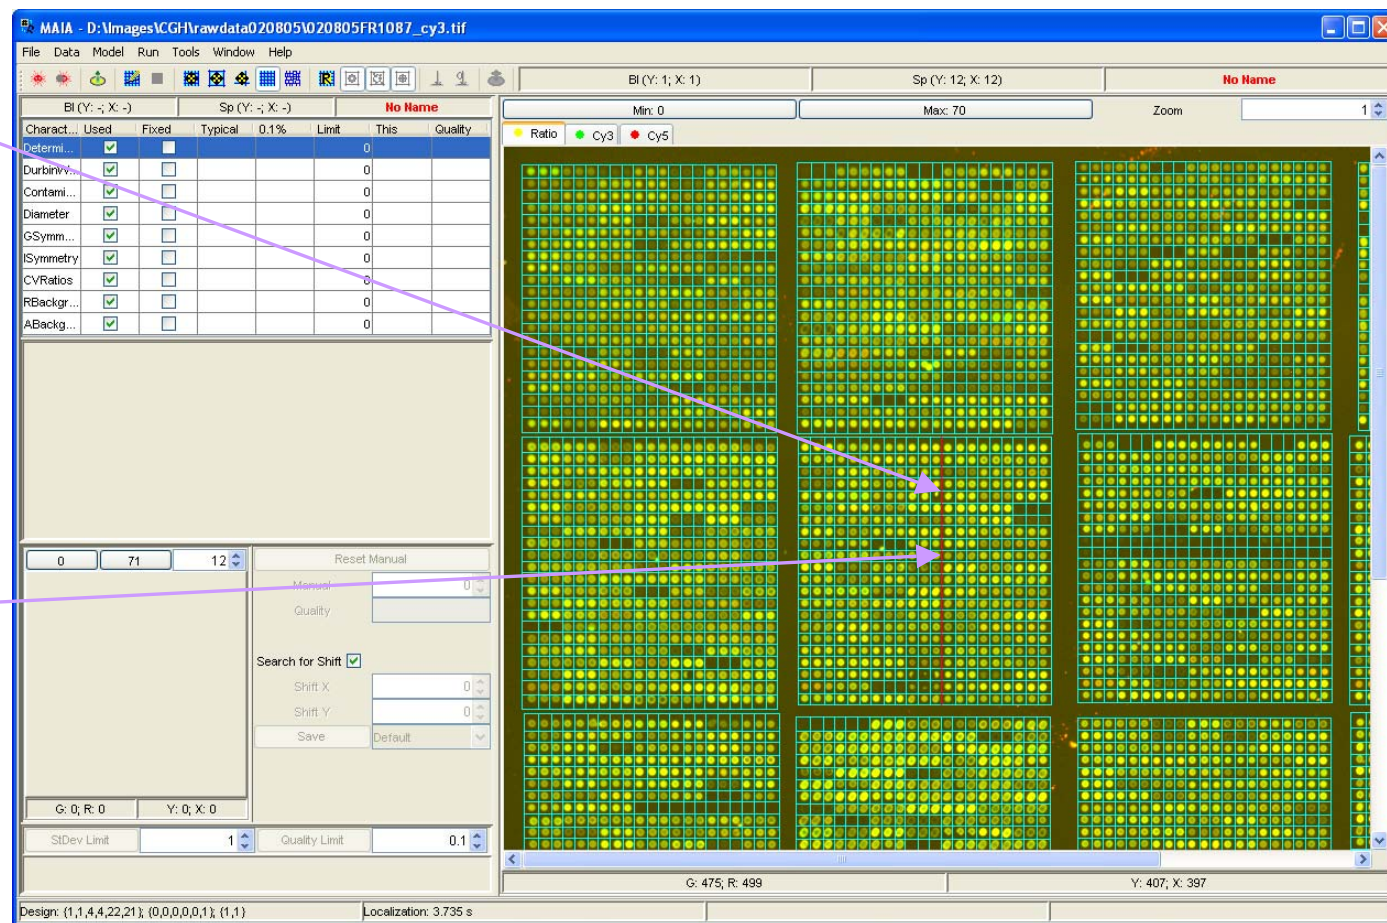 MAIA - D:\Images\CGH\rawdata020805\020805FR1087_cy3.tif
File Data Model Run Tools Window Help
Bl (Y: 1; X: 1) Sp (Y: 12; X: 12) No Name
Bl (Y: -; X: -) Sp (Y: -; X: -) No Name
Min: 0 Max: 70 Zoom 1
Charact... Used Fixed Typical 0.1% Limit This Quality
Ratio Cy3 Cy5
Determi... 0
Durbin/v... 0
Contami... 0
Diameter 0
GSymm... 0
ISymmetry 0
CVRatios 0
RBackgr... 0
ABackg... 0
0 71 12 Reset Manual
Manual 0
Quality
Search for Shift
Shift X 0
Shift Y 0
Save Default
G: 0; R: 0 Y: 0; X: 0
StDev Limit 1 Quality Limit 0.1
G: 475; R: 499 Y: 407; X: 397
Design: {1,1,4,4,22,21}; {0,0,0,0,0,1}; {1,1} Localization: 3.735 s